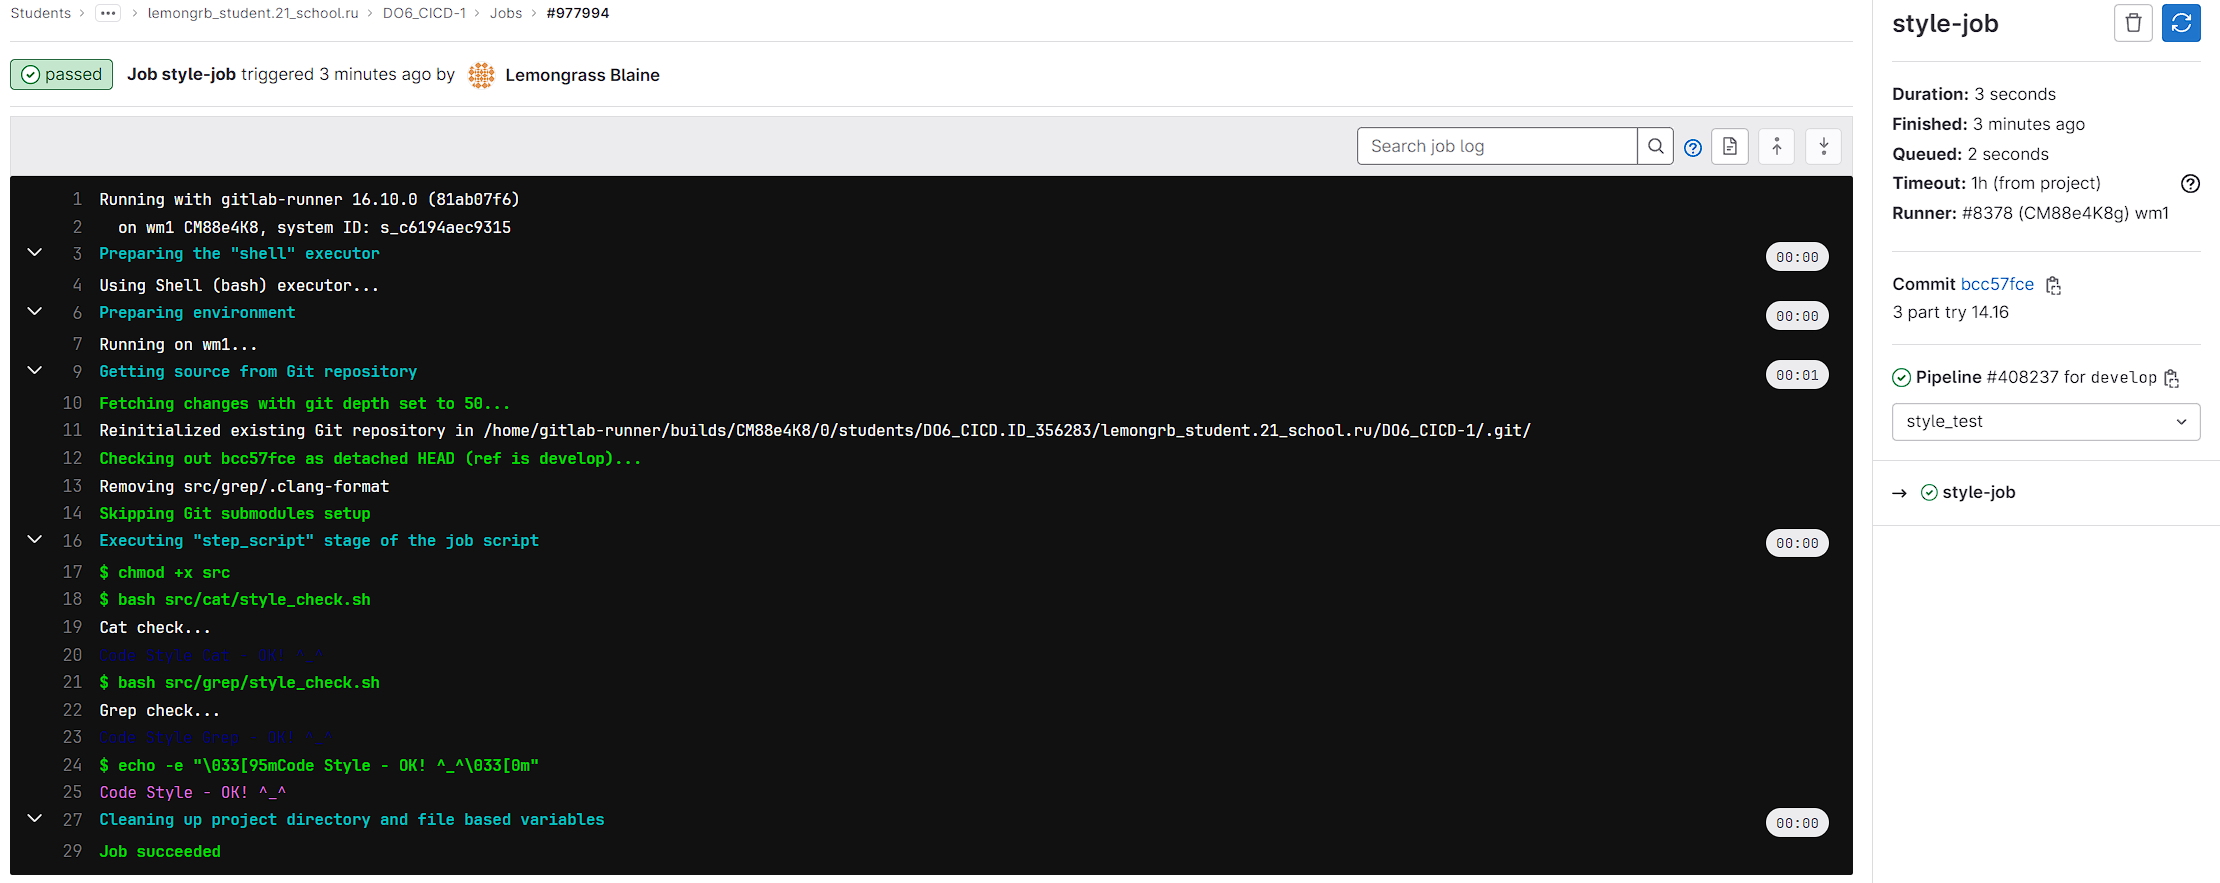 Students > ··· > lemongrb_student.21_school.ru > DO6_CICD-1 > Jobs > #977994
passed Job style-job triggered 3 minutes ago by Lemongrass Blaine
Search job log
1 Running with gitlab-runner 16.10.0 (81ab07f6)
2 on wm1 CM88e4K8, system ID: s_c6194aec9315
3 Preparing the "shell" executor 00:00
4 Using Shell (bash) executor...
6 Preparing environment 00:00
7 Running on wm1...
9 Getting source from Git repository 00:01
10 Fetching changes with git depth set to 50...
11 Reinitialized existing Git repository in /home/gitlab-runner/builds/CM88e4K8/0/students/DO6_CICD.ID_356283/lemongrb_student.21_school.ru/DO6_CICD-1/.git/
12 Checking out bcc57fce as detached HEAD (ref is develop)...
13 Removing src/grep/.clang-format
14 Skipping Git submodules setup
16 Executing "step_script" stage of the job script 00:00
17 $ chmod +x src
18 $ bash src/cat/style_check.sh
19 Cat check...
20 Code Style Cat - OK! ^_^
21 $ bash src/grep/style_check.sh
22 Grep check...
23 Code Style Grep - OK! ^_^
24 $ echo -e "\033[95mCode Style - OK! ^_^\033[0m"
25 Code Style - OK! ^_^
27 Cleaning up project directory and file based variables 00:00
29 Job succeeded
style-job
Duration: 3 seconds
Finished: 3 minutes ago
Queued: 2 seconds
Timeout: 1h (from project)
Runner: #8378 (CM88e4K8g) wm1
Commit bcc57fce
3 part try 14.16
Pipeline #408237 for develop
style_test
→ style-job